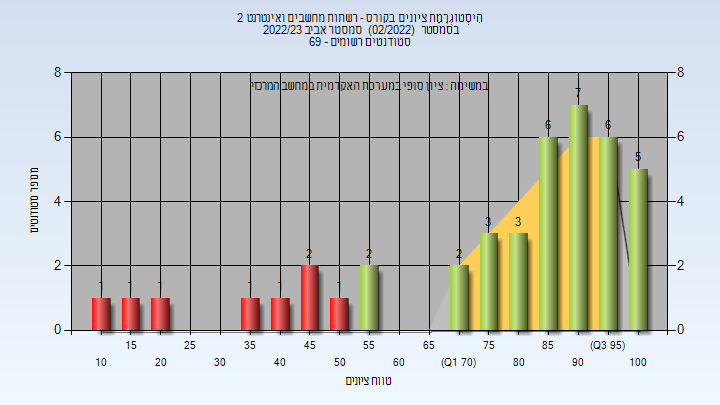 היסטוגרמת ציונים בקורס - רשתות מחשבים ואינטרנט 2
בסמסטר (02/2022) סמסטר אביב 2022/23
סטודנטים רשומים - 69
במשימה : ציון סופי במערכת האקדמית במחשב המרכזי
8 8
6 6
4 4
2 2
0 0
מספר סטודנטים
1 1 1 1 1 2 1 2 2 3 3 6 7 6 5
15 25 35 45 55 65 75 85 (Q3 95)
10 20 30 40 50 60 (Q1 70) 80 90 100
טווח ציונים